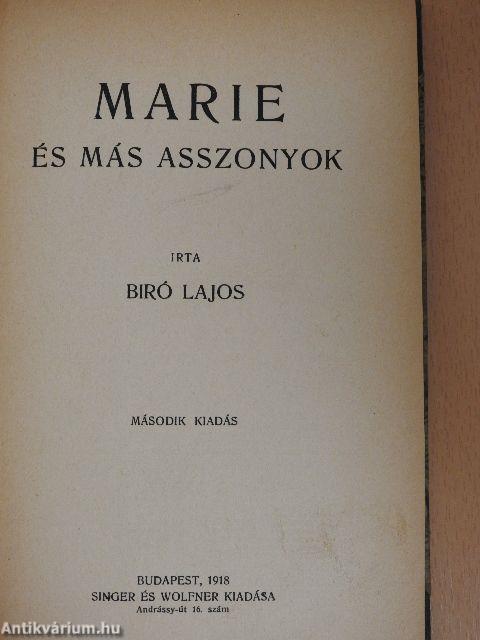 MARIE
ÉS MÁS ASSZONYOK
IRTA
BIRÓ LAJOS
MÁSODIK KIADÁS
BUDAPEST, 1918
SINGER ÉS WOLFNER KIADÁSA
Andrássy-út 16. szám
Antikvárium.hu